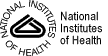 NATIONAL INSTITUTES
OF HEALTH
National
Institutes
of Health